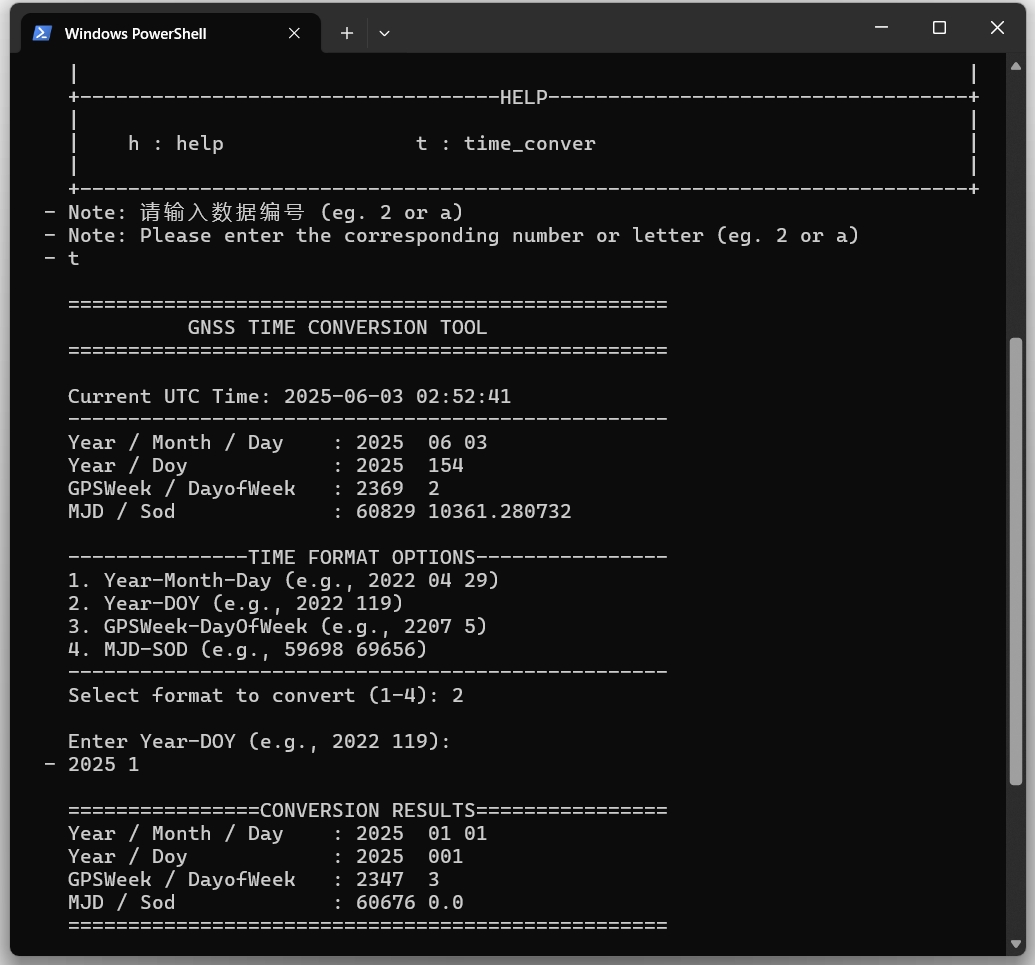 Windows PowerShell
|                                                                           |
+-----------------------------------HELP-----------------------------------+
|                                                                           |
|    h : help                t : time_conver                                |
|                                                                           |
+--------------------------------------------------------------------------+
- Note: 请输入数据编号 (eg. 2 or a)
- Note: Please enter the corresponding number or letter (eg. 2 or a)
- t
==================================================
GNSS TIME CONVERSION TOOL
==================================================
Current UTC Time: 2025-06-03 02:52:41
--------------------------------------------------
Year / Month / Day    : 2025  06 03
Year / Doy            : 2025  154
GPSWeek / DayofWeek   : 2369  2
MJD / Sod             : 60829 10361.280732
---------------TIME FORMAT OPTIONS----------------
1. Year-Month-Day (e.g., 2022 04 29)
2. Year-DOY (e.g., 2022 119)
3. GPSWeek-DayOfWeek (e.g., 2207 5)
4. MJD-SOD (e.g., 59698 69656)
--------------------------------------------------
Select format to convert (1-4): 2
Enter Year-DOY (e.g., 2022 119):
- 2025 1
================CONVERSION RESULTS================
Year / Month / Day    : 2025  01 01
Year / Doy            : 2025  001
GPSWeek / DayofWeek   : 2347  3
MJD / Sod             : 60676 0.0
==================================================